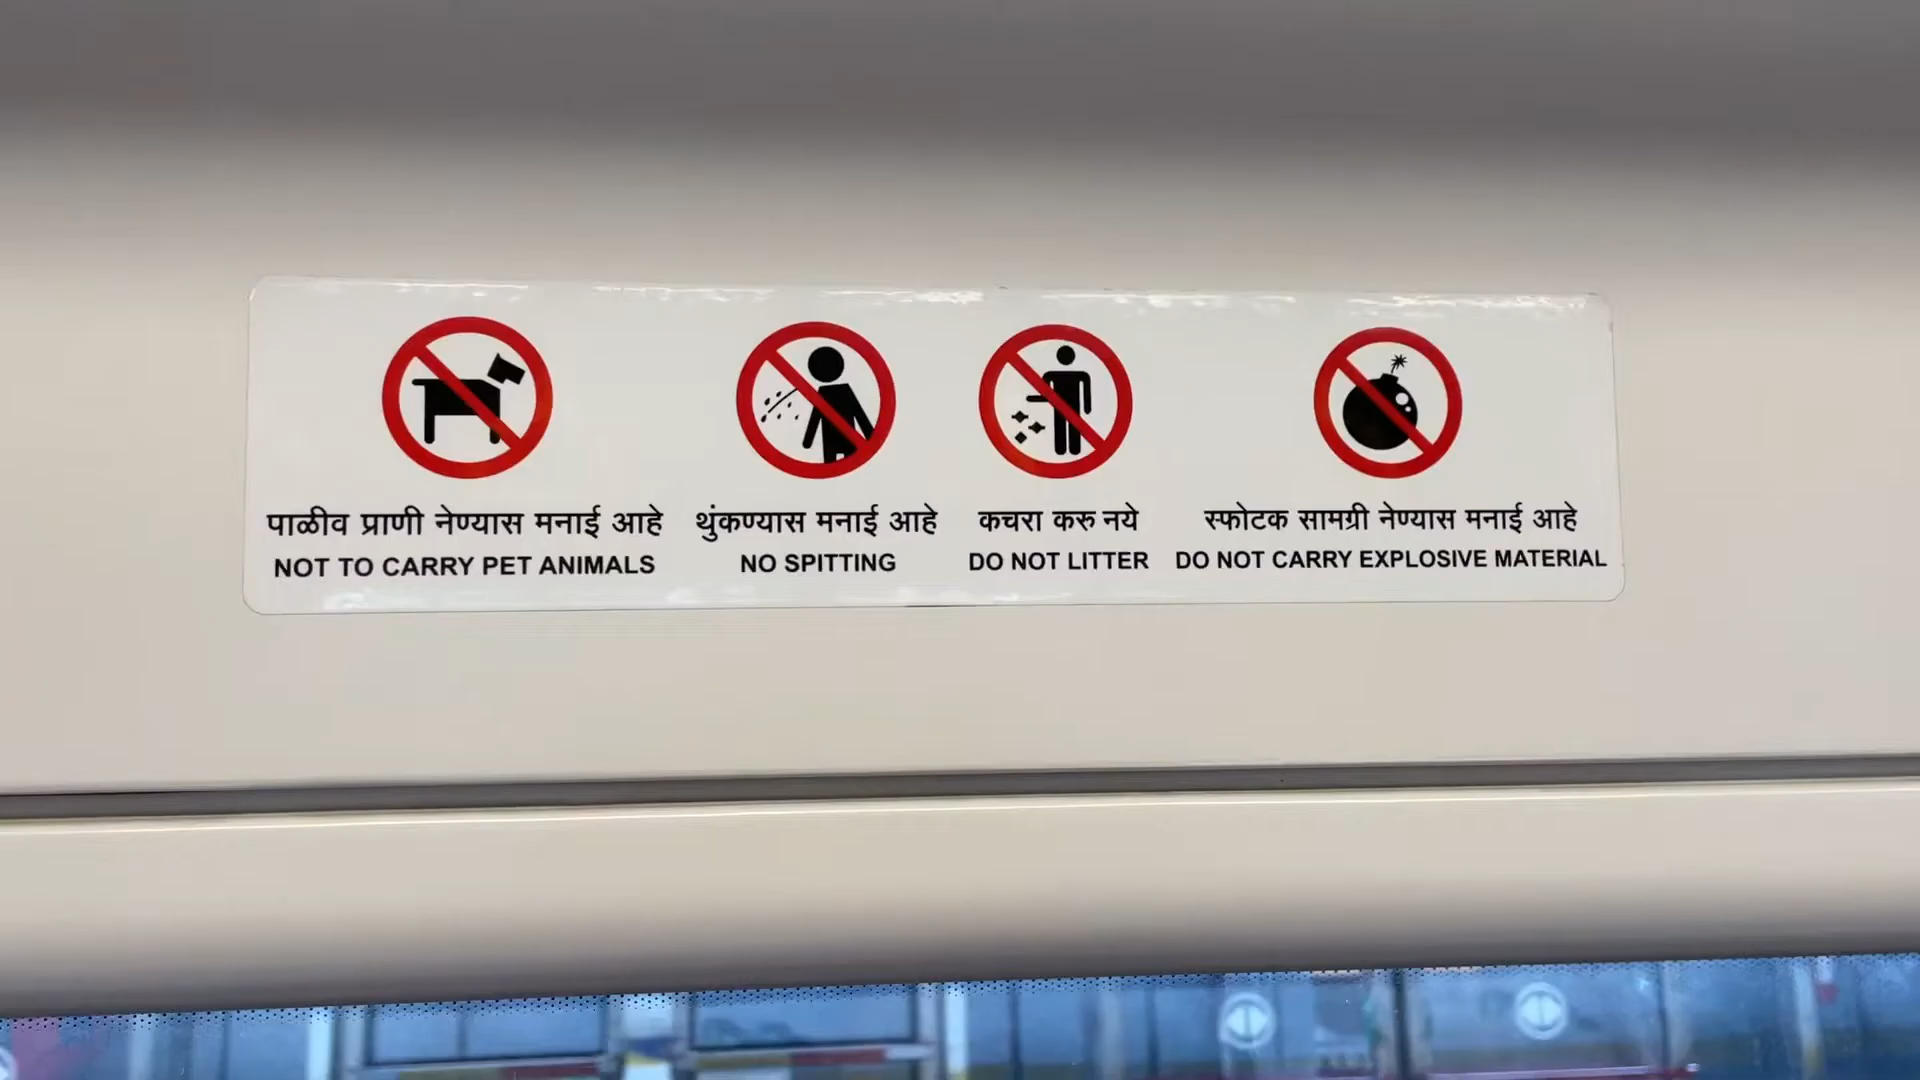 पाळीव प्राणी नेण्यास मनाई आहे
NOT TO CARRY PET ANIMALS
थुंकण्यास मनाई आहे
NO SPITTING
कचरा करू नये
DO NOT LITTER
स्फोटक सामग्री नेण्यास मनाई आहे
DO NOT CARRY EXPLOSIVE MATERIAL